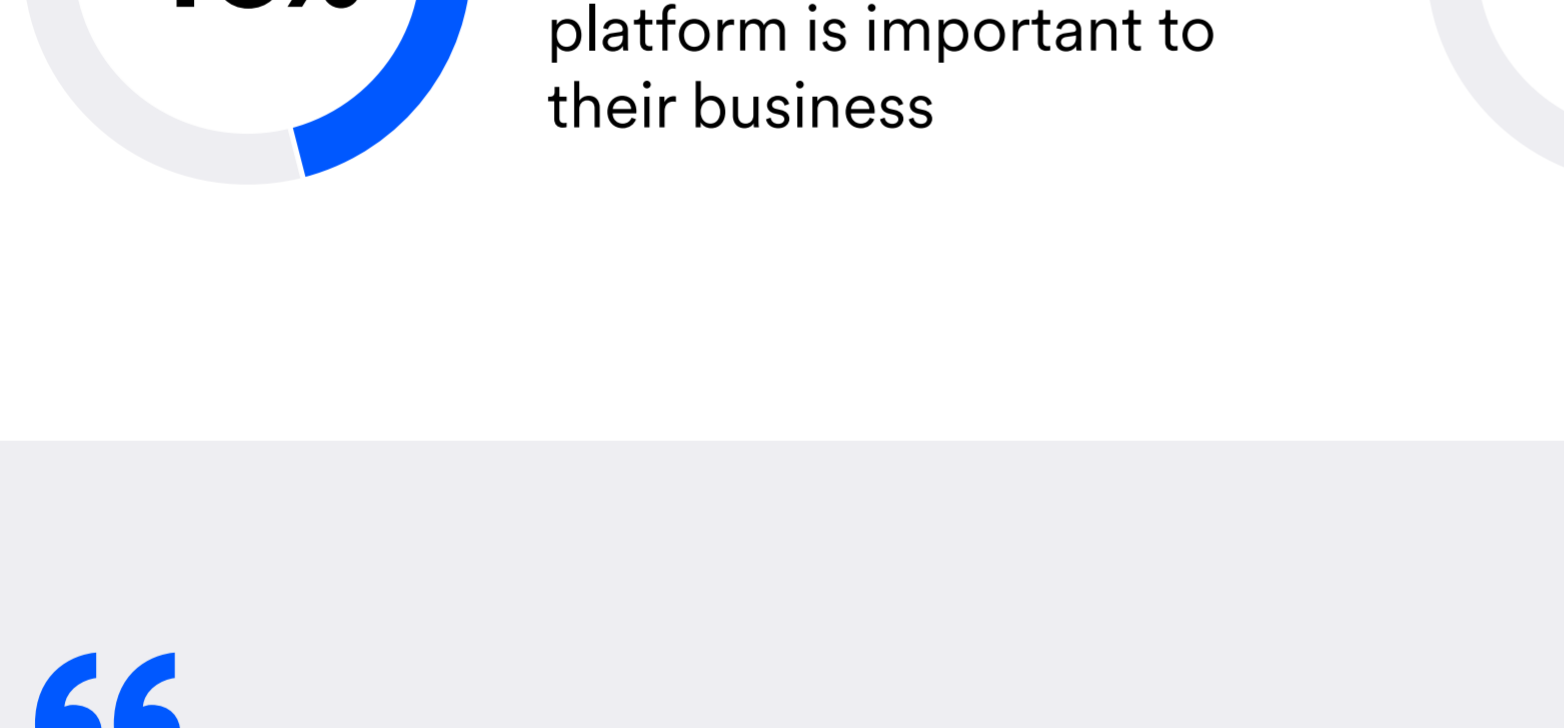 platform is important to
their business
“